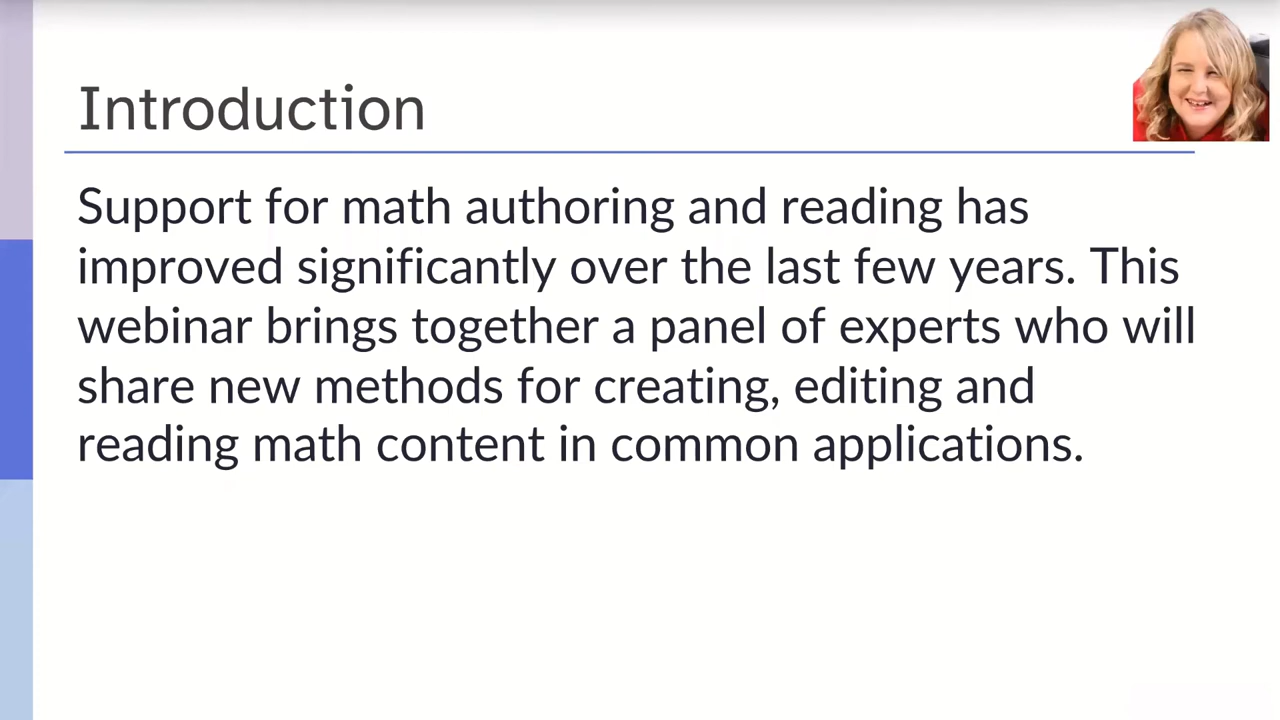 Introduction
Support for math authoring and reading has
improved significantly over the last few years. This
webinar brings together a panel of experts who will
share new methods for creating, editing and
reading math content in common applications.